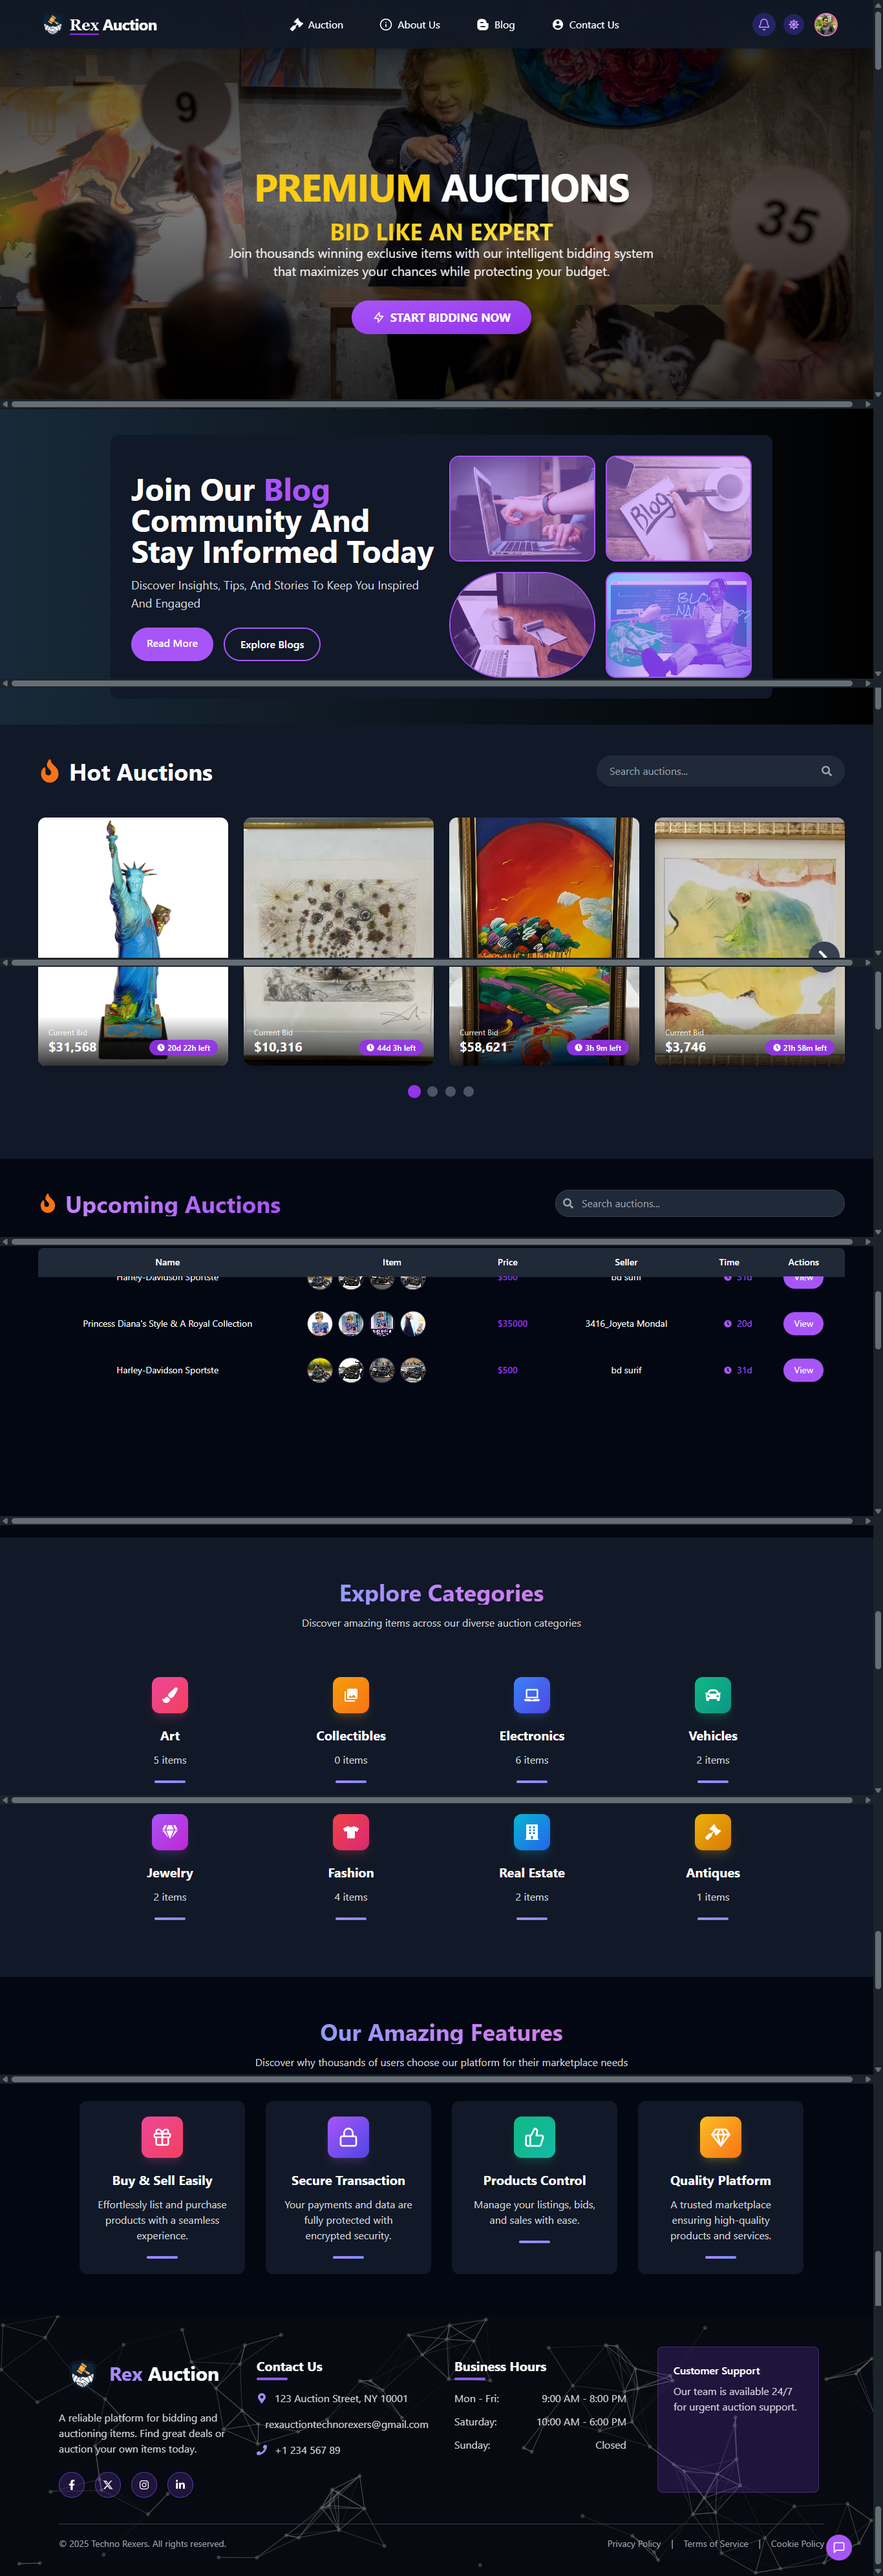 Rex Auction
Auction
About Us
Blog
Contact Us
9
35
PREMIUM AUCTIONS
BID LIKE AN EXPERT
Join thousands winning exclusive items with our intelligent bidding system
that maximizes your chances while protecting your budget.
START BIDDING NOW
Join Our Blog
Community And
Stay Informed Today
Discover Insights, Tips, And Stories To Keep You Inspired
And Engaged
Read More
Explore Blogs
Blog
Hot Auctions
Search auctions...
Current Bid
$31,568
20d 22h left
Current Bid
$10,316
44d 3h left
Current Bid
$58,621
3h 9m left
Current Bid
$3,746
21h 58m left
Upcoming Auctions
Search auctions...
Name Item Price Seller Time Actions
Harley-Davidson Sportste $500 bd surif 31d View
Princess Diana's Style & A Royal Collection $35000 3416_Joyeta Mondal 20d View
Harley-Davidson Sportste $500 bd surif 31d View
Explore Categories
Discover amazing items across our diverse auction categories
Art
5 items
Collectibles
0 items
Electronics
6 items
Vehicles
2 items
Jewelry
2 items
Fashion
4 items
Real Estate
2 items
Antiques
1 items
Our Amazing Features
Discover why thousands of users choose our platform for their marketplace needs
Buy & Sell Easily
Effortlessly list and purchase
products with a seamless
experience.
Secure Transaction
Your payments and data are
fully protected with
encrypted security.
Products Control
Manage your listings, bids,
and sales with ease.
Quality Platform
A trusted marketplace
ensuring high-quality
products and services.
Rex Auction
A reliable platform for bidding and
auctioning items. Find great deals or
auction your own items today.
Contact Us
123 Auction Street, NY 10001
rexauctiontechnorexers@gmail.com
+1 234 567 89
Business Hours
Mon - Fri: 9:00 AM - 8:00 PM
Saturday: 10:00 AM - 6:00 PM
Sunday: Closed
Customer Support
Our team is available 24/7
for urgent auction support.
© 2025 Techno Rexers. All rights reserved.
Privacy Policy | Terms of Service | Cookie Policy